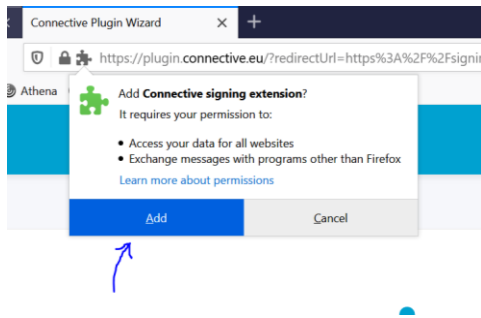 Connective Plugin Wizard
https://plugin.connective.eu/?redirectUrl=https%3A%2F%2Fsignin
Athena
Add Connective signing extension?
It requires your permission to:
• Access your data for all websites
• Exchange messages with programs other than Firefox
Learn more about permissions
Add Cancel